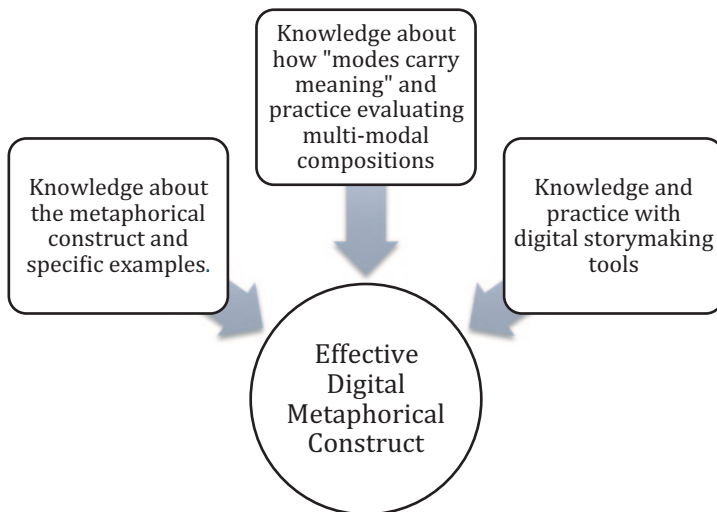 Knowledge about
how "modes carry
meaning" and
practice evaluating
multi-modal
compositions
Knowledge about
the metaphorical
construct and
specific examples.
Knowledge and
practice with
digital storymaking
tools
Effective
Digital
Metaphorical
Construct